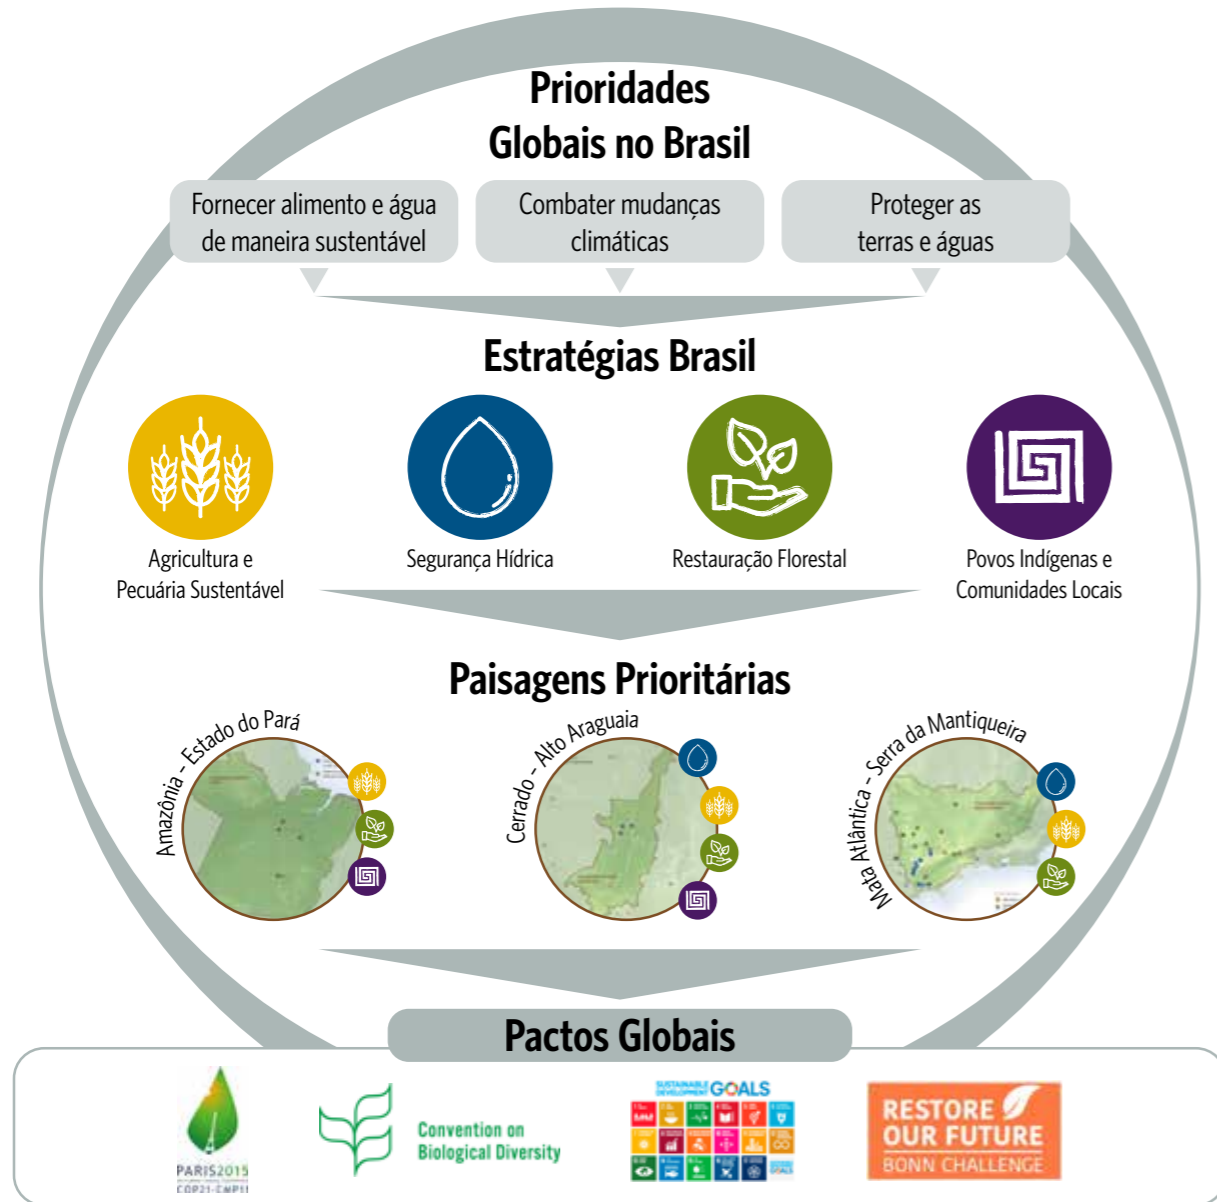 Prioridades
Globais no Brasil
Fornecer alimento e água
de maneira sustentável
Combater mudanças
climáticas
Proteger as
terras e águas
Estratégias Brasil
Agricultura e
Pecuária Sustentável
Segurança Hídrica
Restauração Florestal
Povos Indígenas e
Comunidades Locais
Paisagens Prioritárias
Amazônia - Estado do Pará
Cerrado - Alto Araguaia
Mata Atlântica - Serra da Mantiqueira
Pactos Globais
PARIS2015
COP21·CMP11
Convention on
Biological Diversity
SUSTAINABLE
DEVELOPMENT GOALS
RESTORE
OUR FUTURE
BONN CHALLENGE